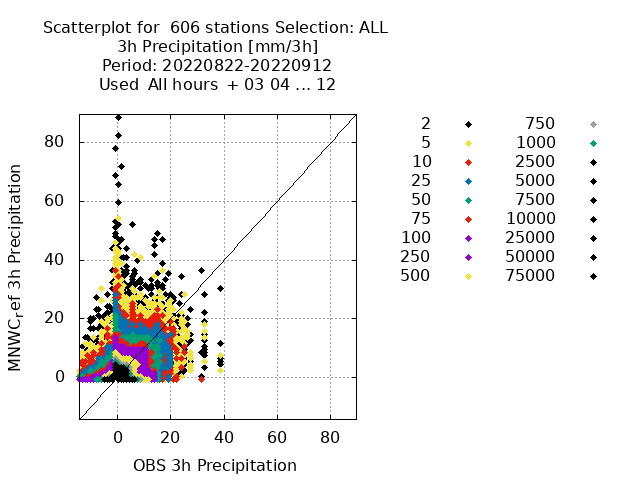 Scatterplot for  606 stations Selection: ALL
3h Precipitation [mm/3h]
Period: 20220822-20220912
Used  All hours  + 03 04 ... 12
MNWC_ref 3h Precipitation
80
60
40
20
0
0 20 40 60 80
OBS 3h Precipitation
2 750
5 1000
10 2500
25 5000
50 7500
75 10000
100 25000
250 50000
500 75000